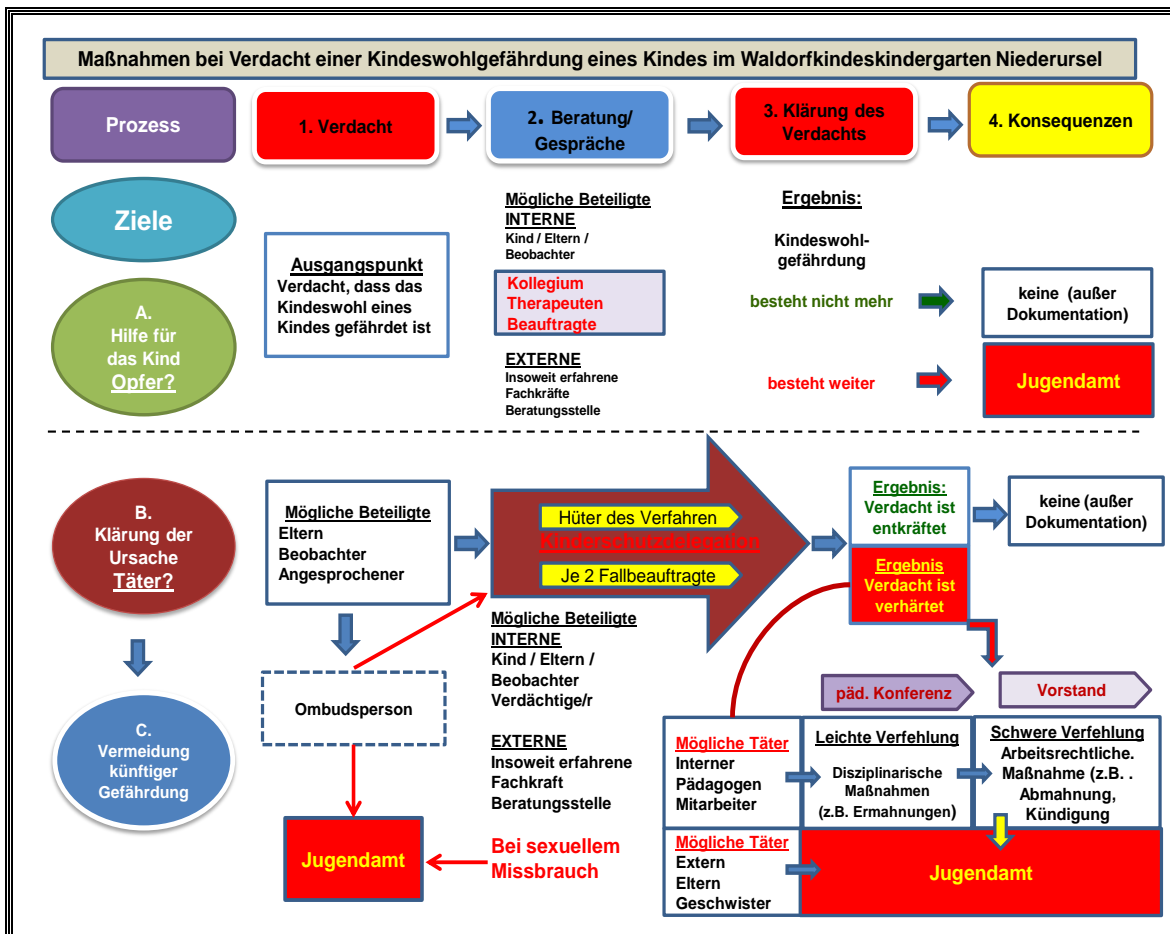 Maßnahmen bei Verdacht einer Kindeswohlgefährdung eines Kindes im Waldorfkindeskindergarten Niederursel
Prozess
1. Verdacht
2. Beratung/
Gespräche
3. Klärung des
Verdachts
4. Konsequenzen
Ziele
A.
Hilfe für
das Kind
Opfer?
Ausgangspunkt
Verdacht, dass das
Kindeswohl eines
Kindes gefährdet ist
Mögliche Beteiligte
INTERNE
Kind / Eltern /
Beobachter
Kollegium
Therapeuten
Beauftragte
EXTERNE
Insoweit erfahrene
Fachkräfte
Beratungsstelle
Ergebnis:
Kindeswohl-
gefährdung
besteht nicht mehr
besteht weiter
keine (außer
Dokumentation)
Jugendamt
B.
Klärung der
Ursache
Täter?
C.
Vermeidung
künftiger
Gefährdung
Mögliche Beteiligte
Eltern
Beobachter
Angesprochener
Ombudsperson
Jugendamt
Hüter des Verfahren
Kinderschutzdelegation
Je 2 Fallbeauftragte
Mögliche Beteiligte
INTERNE
Kind / Eltern /
Beobachter
Verdächtige/r
EXTERNE
Insoweit erfahrene
Fachkraft
Beratungsstelle
Bei sexuellem
Missbrauch
Ergebnis:
Verdacht ist
entkräftet
Ergebnis
Verdacht ist
verhärtet
keine (außer
Dokumentation)
päd. Konferenz
Vorstand
Mögliche Täter
Interner
Pädagogen
Mitarbeiter
Leichte Verfehlung
Disziplinarische
Maßnahmen
(z.B. Ermahnungen)
Schwere Verfehlung
Arbeitsrechtliche.
Maßnahme (z.B. .
Abmahnung,
Kündigung
Mögliche Täter
Extern
Eltern
Geschwister
Jugendamt